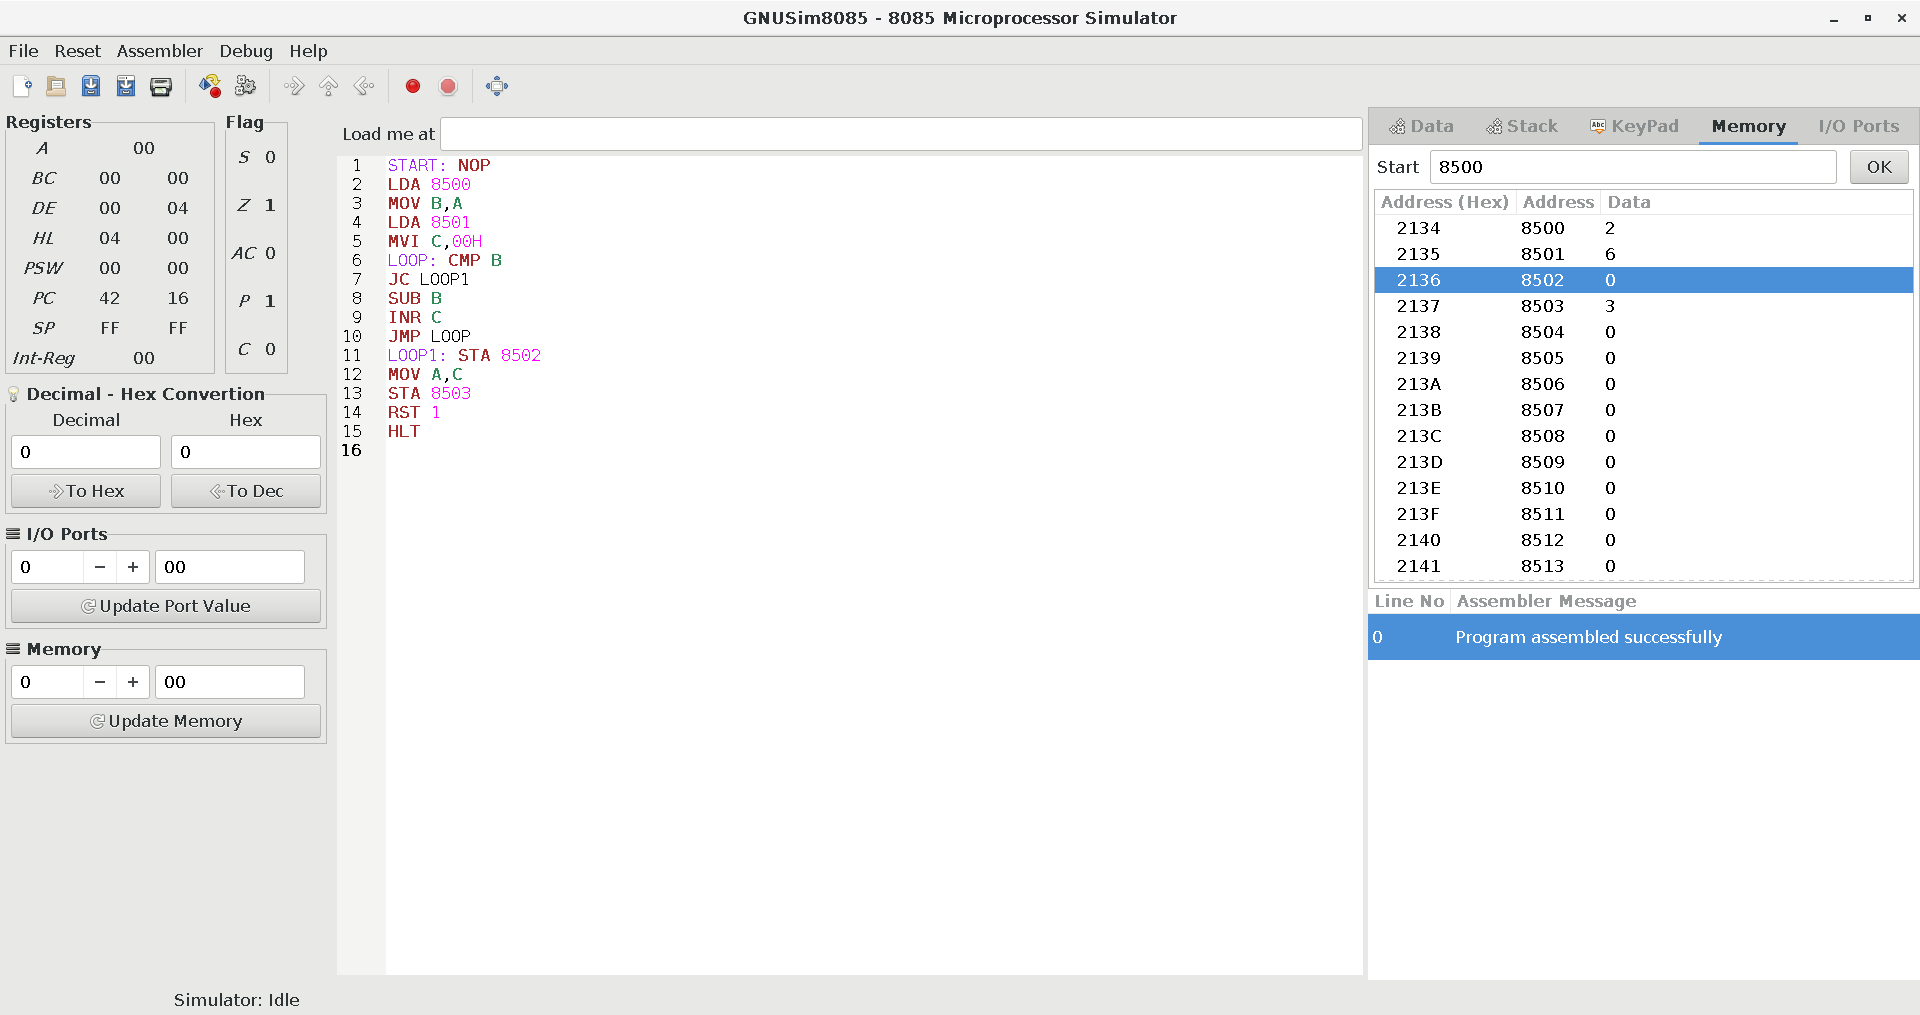 GNUSim8085 - 8085 Microprocessor Simulator
File Reset Assembler Debug Help
Registers
A 00
BC 00 00
DE 00 04
HL 04 00
PSW 00 00
PC 42 16
SP FF FF
Int-Reg 00
Flag
S 0
Z 1
AC 0
P 1
C 0
Decimal - Hex Convertion
Decimal Hex
0 0
To Hex To Dec
I/O Ports
0 − + 00
Update Port Value
Memory
0 − + 00
Update Memory
Simulator: Idle
Load me at
1 START: NOP
2 LDA 8500
3 MOV B,A
4 LDA 8501
5 MVI C,00H
6 LOOP: CMP B
7 JC LOOP1
8 SUB B
9 INR C
10 JMP LOOP
11 LOOP1: STA 8502
12 MOV A,C
13 STA 8503
14 RST 1
15 HLT
16
Data Stack Abc KeyPad Memory I/O Ports
Start 8500 OK
Address (Hex) Address Data
2134 8500 2
2135 8501 6
2136 8502 0
2137 8503 3
2138 8504 0
2139 8505 0
213A 8506 0
213B 8507 0
213C 8508 0
213D 8509 0
213E 8510 0
213F 8511 0
2140 8512 0
2141 8513 0
Line No Assembler Message
0 Program assembled successfully